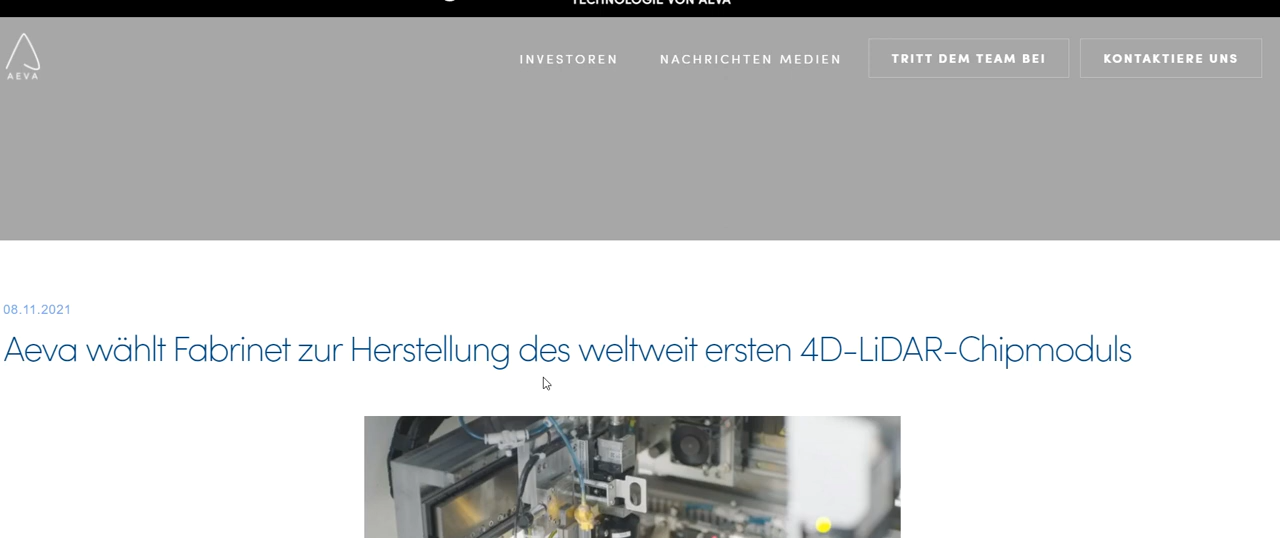 TECHNOLOGIE VON AEVA
AEVA
INVESTOREN NACHRICHTEN MEDIEN TRITT DEM TEAM BEI KONTAKTIERE UNS
08.11.2021
Aeva wählt Fabrinet zur Herstellung des weltweit ersten 4D-LiDAR-Chipmoduls